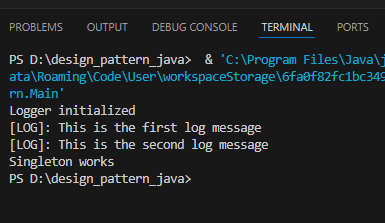 PROBLEMS OUTPUT DEBUG CONSOLE TERMINAL PORTS
PS D:\design_pattern_java> & 'C:\Program Files\Java\j
ata\Roaming\Code\User\workspaceStorage\6fa0f82fc1bc349
rn.Main'
Logger initialized
[LOG]: This is the first log message
[LOG]: This is the second log message
Singleton works
PS D:\design_pattern_java>